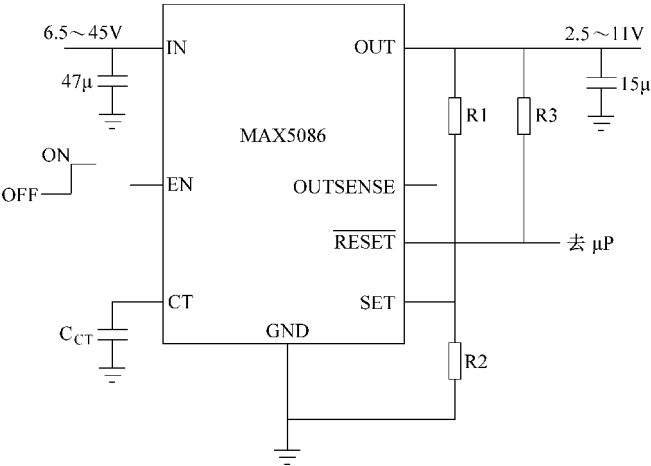 6.5～45V
2.5～11V
IN
OUT
47μ
15μ
R1
R3
MAX5086
ON
OFF
EN
OUTSENSE
RESET
去 μP
CT
SET
C_CT
GND
R2